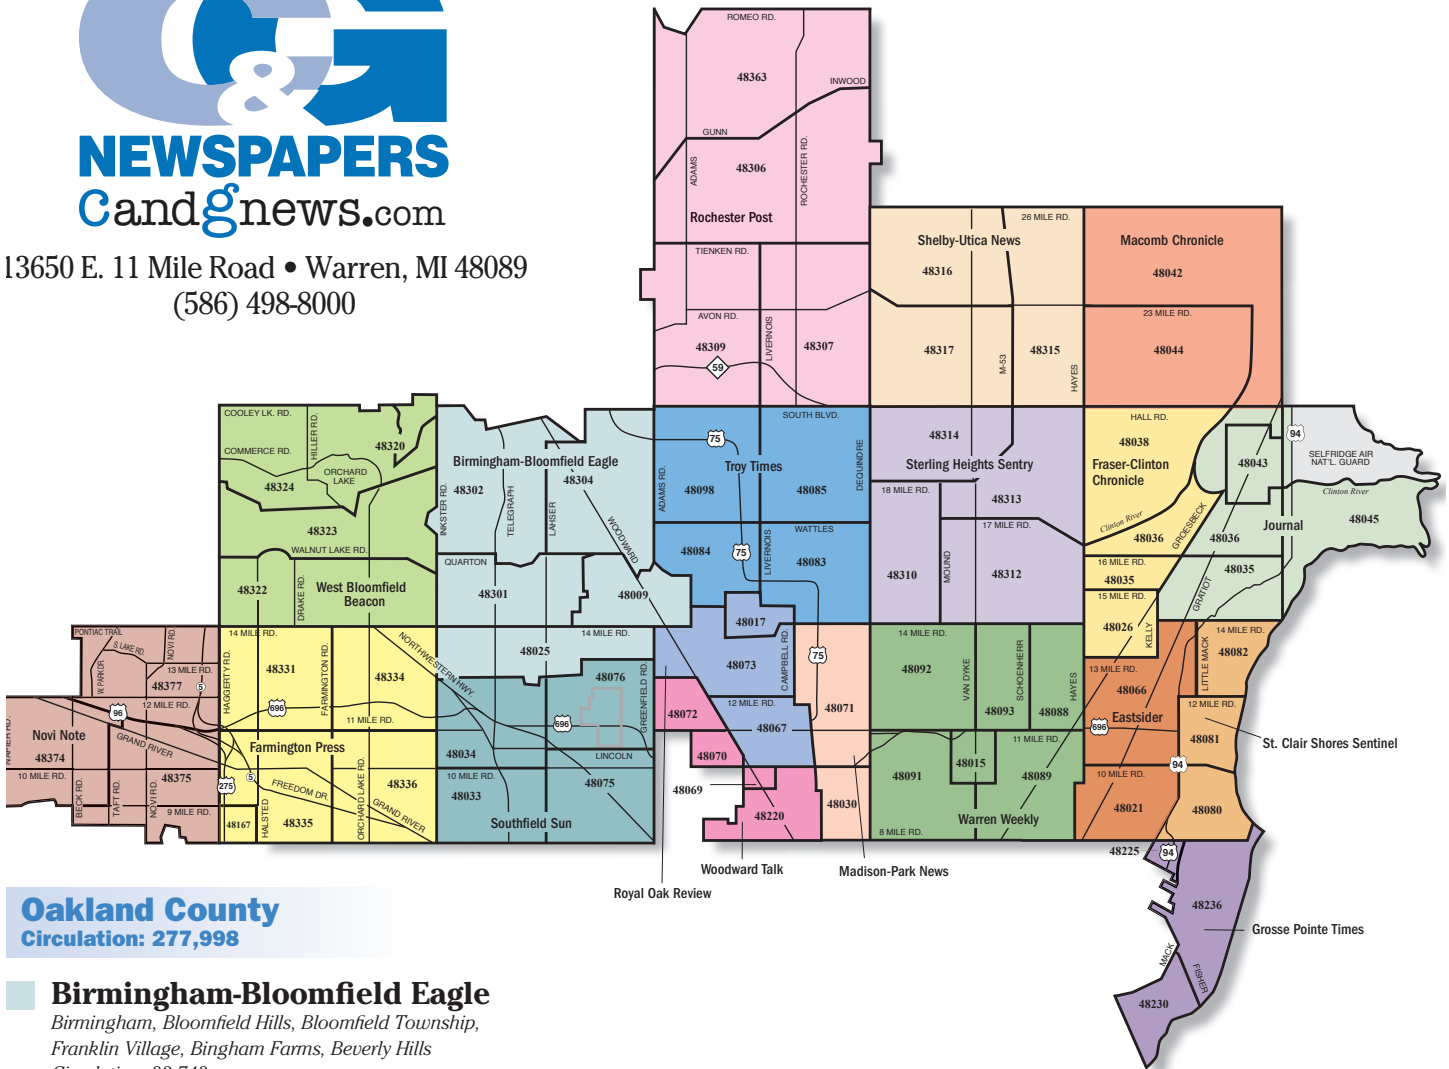 C&G
NEWSPAPERS
Candgnews.com
13650 E. 11 Mile Road • Warren, MI 48089
(586) 498-8000
ROMEO RD.
48363
INWOOD
GUNN
ADAMS
48306
ROCHESTER RD.
Rochester Post
TIENKEN RD.
AVON RD.
48309
LIVERNOIS
48307
59
26 MILE RD.
Shelby-Utica News
48316
48317
M-53
48315
HAYES
Macomb Chronicle
48042
23 MILE RD.
48044
COOLEY LK. RD.
HILLER RD.
48320
COMMERCE RD.
ORCHARD
LAKE
48324
48323
WALNUT LAKE RD.
48322
DRAKE RD.
West Bloomfield
Beacon
Birmingham-Bloomfield Eagle
48302
48304
INKSTER RD.
TELEGRAPH
LAHSER
WOODWARD
QUARTON
48301
48009
14 MILE RD.
48025
SOUTH BLVD.
75
Troy Times
ADAMS RD.
48098
48085
DEQUINDRE
WATTLES
48084
75
LIVERNOIS
48083
48314
Sterling Heights Sentry
18 MILE RD.
48313
17 MILE RD.
48310
MOUND
48312
HALL RD.
48038
Fraser-Clinton
Chronicle
Clinton River
48036
GROESBECK
16 MILE RD.
48035
15 MILE RD.
48026
KELLY
94
48043
SELFRIDGE AIR
NAT'L. GUARD
Clinton River
Journal
48045
48036
48035
GRATIOT
PONTIAC TRAIL
S. LAKE RD.
NOVI RD.
W. PARK DR.
13 MILE RD.
48377
5
12 MILE RD.
96
Novi Note
GRAND RIVER
NAPIER RD.
48374
10 MILE RD.
48375
BECK RD.
TAFT RD.
NOVI RD.
9 MILE RD.
14 MILE RD.
HAGGERTY RD.
48331
FARMINGTON RD.
48334
NORTHWESTERN HWY.
696
11 MILE RD.
Farmington Press
275
5
FREEDOM DR.
ORCHARD LAKE RD.
48336
GRAND RIVER
48167
HALSTED
48335
48076
GREENFIELD RD.
696
48034
LINCOLN
10 MILE RD.
48033
48075
Southfield Sun
48017
48073
CAMPBELL RD.
75
12 MILE RD.
48067
48072
48070
48069
48220
48071
48030
Woodward Talk
Royal Oak Review
Madison-Park News
14 MILE RD.
48092
VAN DYKE
SCHOENHERR
48093
48088
HAYES
11 MILE RD.
48091
48015
48089
Warren Weekly
8 MILE RD.
13 MILE RD.
48066
Eastsider
696
10 MILE RD.
48021
14 MILE RD.
LITTLE MACK
48082
12 MILE RD.
48081
St. Clair Shores Sentinel
94
48080
48225
94
48236
Grosse Pointe Times
MACK
FISHER
48230
Oakland County
Circulation: 277,998
Birmingham-Bloomfield Eagle
Birmingham, Bloomfield Hills, Bloomfield Township,
Franklin Village, Bingham Farms, Beverly Hills